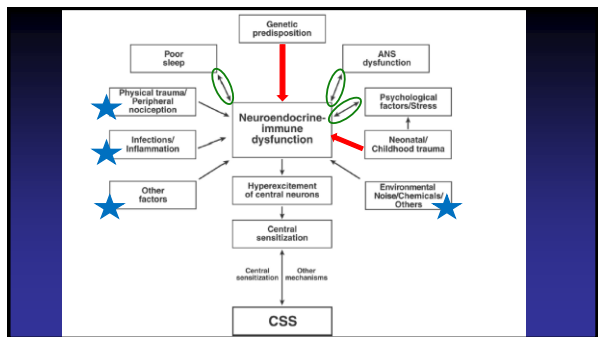 Genetic
predisposition
Poor
sleep
ANS
dysfunction
Physical trauma/
Peripheral
nociception
Neuroendocrine-
immune
dysfunction
Psychological
factors/Stress
Infections/
Inflammation
Neonatal/
Childhood trauma
Other
factors
Hyperexcitement
of central neurons
Environmental
Noise/Chemicals/
Others
Central
sensitization
Central
sensitization
Other
mechanisms
CSS